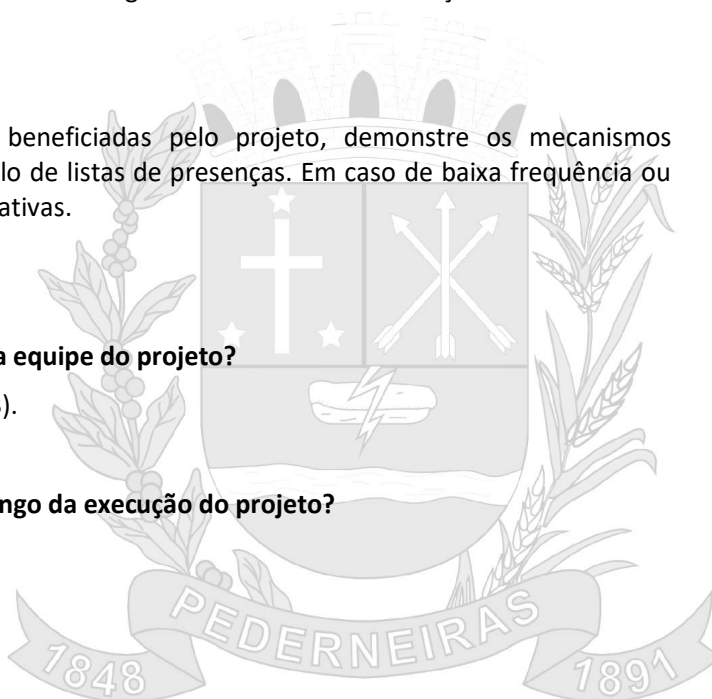 beneficiadas pelo projeto, demonstre os mecanismos
lo de listas de presenças. Em caso de baixa frequência ou
ativas.
a equipe do projeto?
).
ngo da execução do projeto?
PEDERNEIRAS
1848
1891